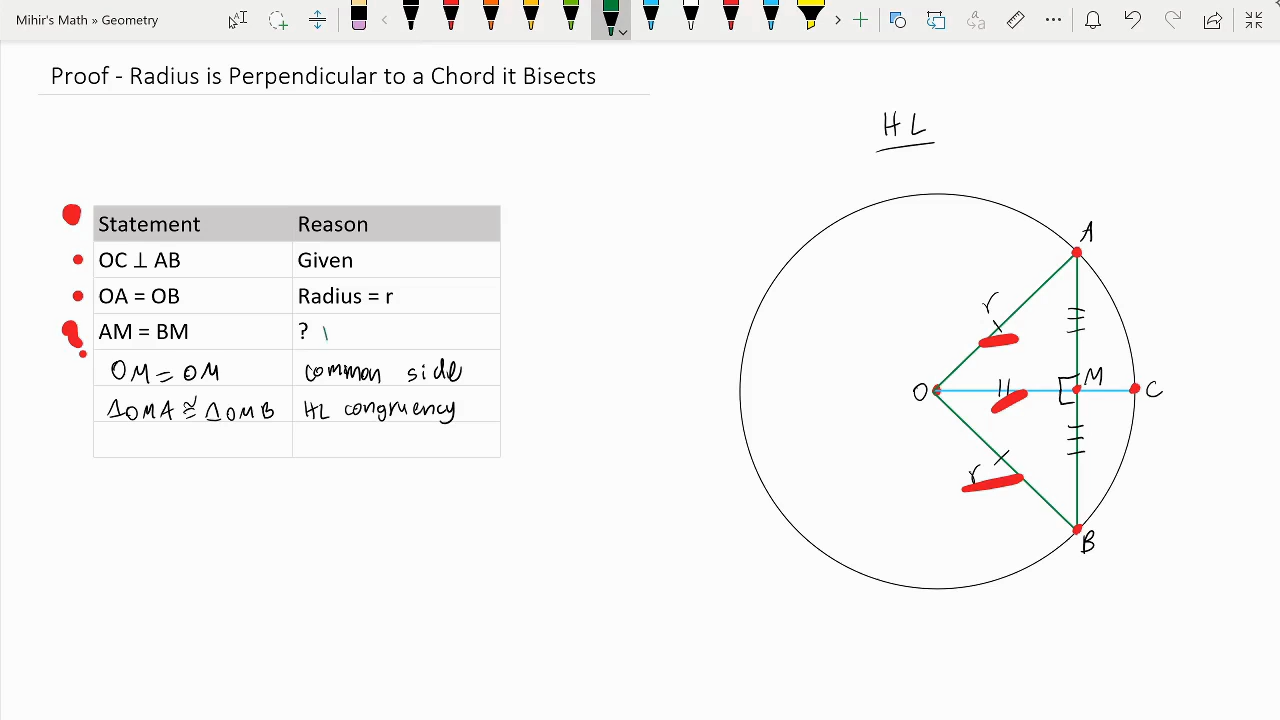 Mihir's Math » Geometry
Proof - Radius is Perpendicular to a Chord it Bisects
HL
Statement Reason
OC ⊥ AB Given
OA = OB Radius = r
AM = BM ?
OM = OM common side
ΔOMA ≅ ΔOMB HL congruency
A
r
O
M
C
r
B